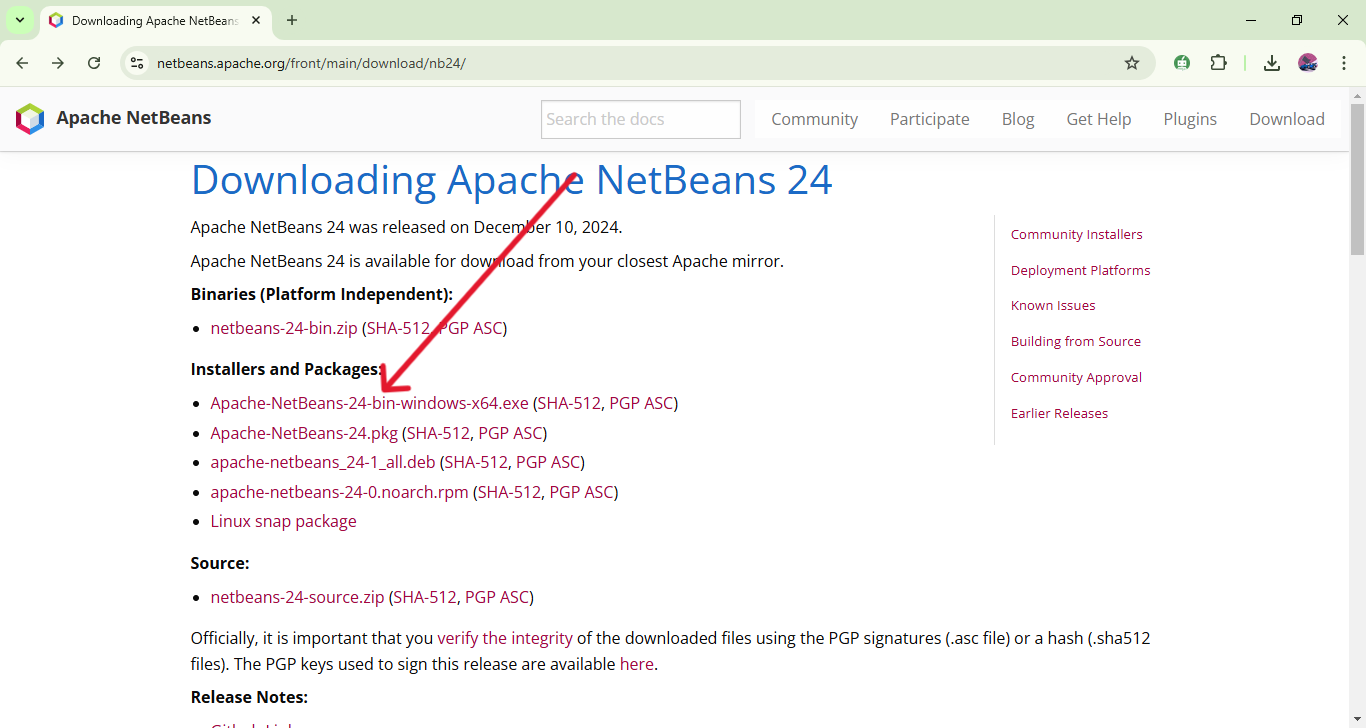 Downloading Apache NetBeans
netbeans.apache.org/front/main/download/nb24/
Apache NetBeans
Search the docs
Community
Participate
Blog
Get Help
Plugins
Download
Downloading Apache NetBeans 24
Apache NetBeans 24 was released on December 10, 2024.
Apache NetBeans 24 is available for download from your closest Apache mirror.
Binaries (Platform Independent):
netbeans-24-bin.zip (SHA-512, PGP ASC)
Installers and Packages:
Apache-NetBeans-24-bin-windows-x64.exe (SHA-512, PGP ASC)
Apache-NetBeans-24.pkg (SHA-512, PGP ASC)
apache-netbeans_24-1_all.deb (SHA-512, PGP ASC)
apache-netbeans-24-0.noarch.rpm (SHA-512, PGP ASC)
Linux snap package
Source:
netbeans-24-source.zip (SHA-512, PGP ASC)
Officially, it is important that you verify the integrity of the downloaded files using the PGP signatures (.asc file) or a hash (.sha512
files). The PGP keys used to sign this release are available here.
Release Notes:
Community Installers
Deployment Platforms
Known Issues
Building from Source
Community Approval
Earlier Releases